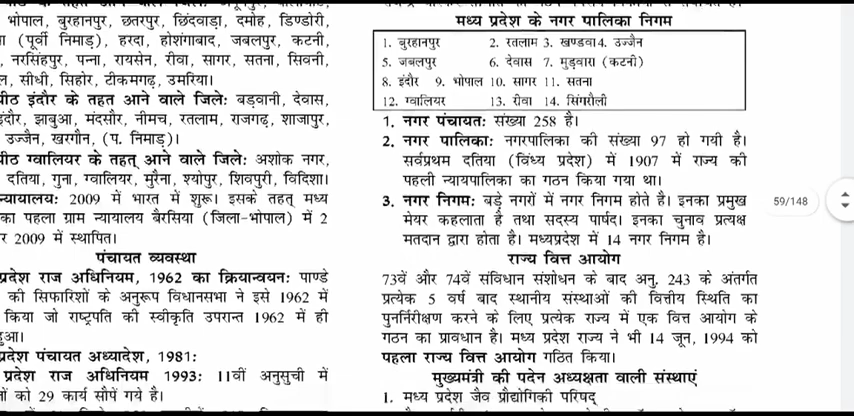 भोपाल, बुरहानपुर, छतरपुर, छिंदवाड़ा, दमोह, डिण्डोरी,
(पूर्वी निमाड़), हरदा, होशंगाबाद, जबलपुर, कटनी,
नरसिंहपुर, पन्ना, रायसेन, रीवा, सागर, सतना, सिवनी,
सीधी, सिहोर, टीकमगढ़, उमरिया।
पीठ इंदौर के तहत आने वाले जिलेः बड़वानी, देवास,
इंदौर, झाबुआ, मंदसौर, नीमच, रतलाम, राजगढ़, शाजापुर,
उज्जैन, खरगौन, (प. निमाड़)।
पीठ ग्वालियर के तहत् आने वाले जिलेः अशोक नगर,
दतिया, गुना, ग्वालियर, मुरैना, श्योपुर, शिवपुरी, विदिशा।
न्यायालयः 2009 में भारत में शुरू। इसके तहत् मध्य
का पहला ग्राम न्यायालय बैरसिया (जिला-भोपाल) में 2
2009 में स्थापित।
पंचायत व्यवस्था
प्रदेश राज अधिनियम, 1962 का क्रियान्वयनः पाण्डे
की सिफारिशों के अनुरूप विधानसभा ने इसे 1962 में
किया जो राष्ट्रपति की स्वीकृति उपरान्त 1962 में ही
हुआ।
प्रदेश पंचायत अध्यादेश, 1981:
प्रदेश राज अधिनियम 1993: 11वीं अनुसुची में
को 29 कार्य सौपें गये है।
मध्य प्रदेश के नगर पालिका निगम
1. बुरहानपुर 2. रतलाम 3. खण्डवा 4. उज्जैन
5. जबलपुर 6. देवास 7. मुड़वारा (कटनी)
8. इंदौर 9. भोपाल 10. सागर 11. सतना
12. ग्वालियर 13. रीवा 14. सिंगरौली
1. नगर पंचायतः संख्या 258 है।
2. नगर पालिकाः नगरपालिका की संख्या 97 हो गयी है।
सर्वप्रथम दतिया (विंध्य प्रदेश) में 1907 में राज्य की
पहली न्यायपालिका का गठन किया गया था।
3. नगर निगमः बड़े नगरों में नगर निगम होते है। इनका प्रमुख
मेयर कहलाता है तथा सदस्य पार्षद। इनका चुनाव प्रत्यक्ष
मतदान द्वारा होता है। मध्यप्रदेश में 14 नगर निगम है।
राज्य वित्त आयोग
73वें और 74वें संविधान संशोधन के बाद अनु. 243 के अंतर्गत
प्रत्येक 5 वर्ष बाद स्थानीय संस्थाओं की वित्तीय स्थिति का
पुनर्निरीक्षण करने के लिए प्रत्येक राज्य में एक वित्त आयोग के
गठन का प्रावधान है। मध्य प्रदेश राज्य ने भी 14 जून, 1994 को
पहला राज्य वित्त आयोग गठित किया।
मुख्यमंत्री की पदेन अध्यक्षता वाली संस्थाएं
1. मध्य प्रदेश जैव प्रौद्योगिकी परिषद्
59/148